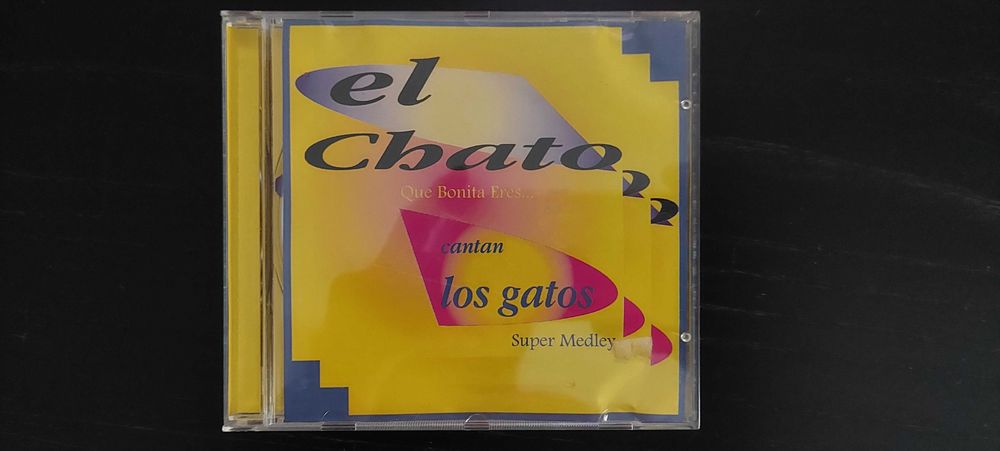 el
Chato
Que Bonita Eres...
cantan
los gatos
Super Medley